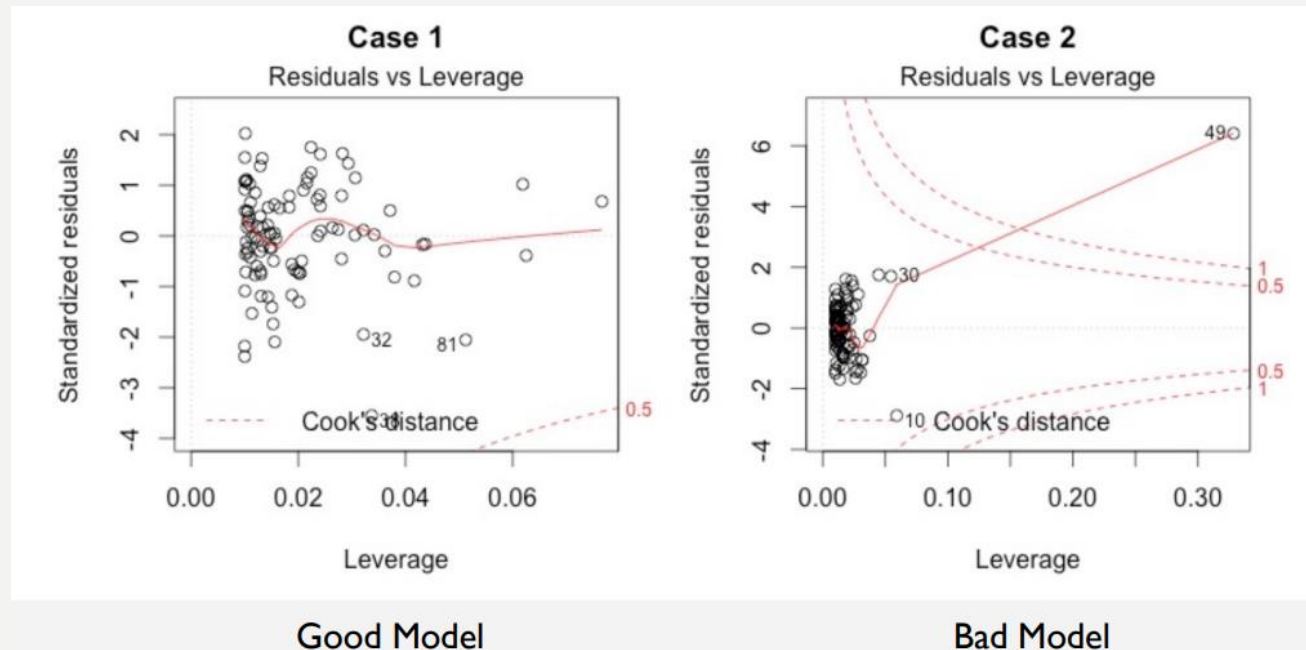 Case 1
Residuals vs Leverage
Standardized residuals
2
1
0
-1
-2
-3
-4
32
81
Cook's distance
0.5
0.00 0.02 0.04 0.06
Leverage
Good Model
Case 2
Residuals vs Leverage
Standardized residuals
6
4
2
0
-2
-4
49
30
10
Cook's distance
1
0.5
0.5
1
0.00 0.10 0.20 0.30
Leverage
Bad Model